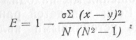 E = 1 − σΣ (x − y)² / N (N² − 1) ,